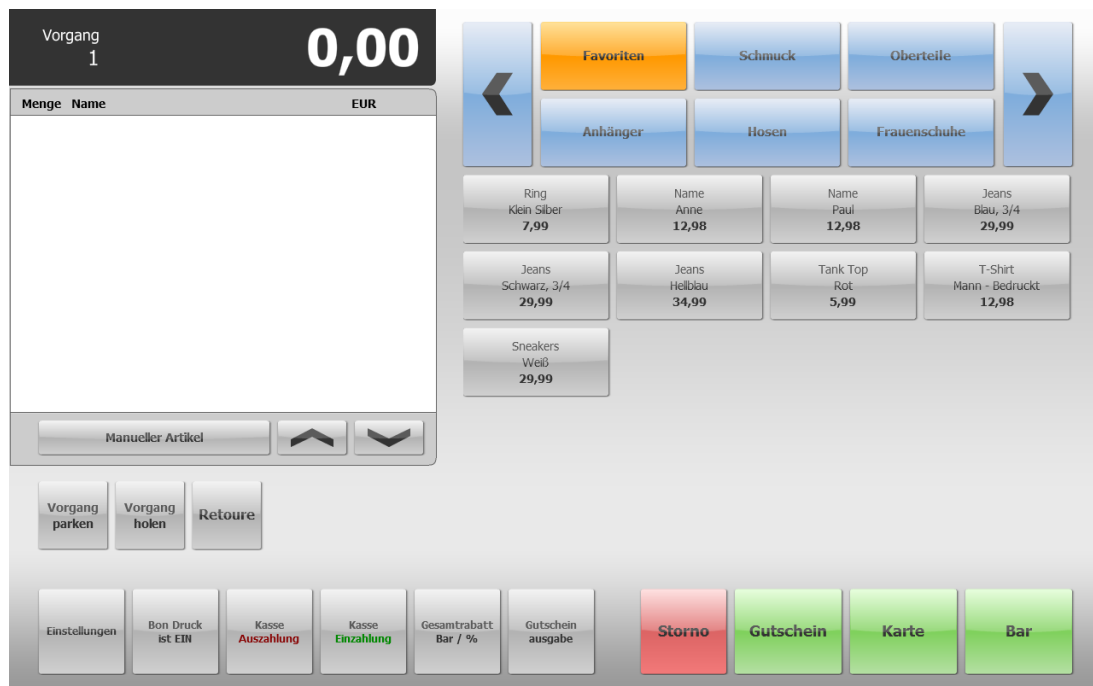 Vorgang
1
0,00
Menge Name EUR
Manueller Artikel
Vorgang
parken
Vorgang
holen
Retoure
Favoriten
Schmuck
Oberteile
Anhänger
Hosen
Frauenschuhe
Ring
Klein Silber
7,99
Name
Anne
12,98
Name
Paul
12,98
Jeans
Blau, 3/4
29,99
Jeans
Schwarz, 3/4
29,99
Jeans
Hellblau
34,99
Tank Top
Rot
5,99
T-Shirt
Mann - Bedruckt
12,98
Sneakers
Weiß
29,99
Einstellungen
Bon Druck
ist EIN
Kasse
Auszahlung
Kasse
Einzahlung
Gesamtrabatt
Bar / %
Gutschein
ausgabe
Storno
Gutschein
Karte
Bar